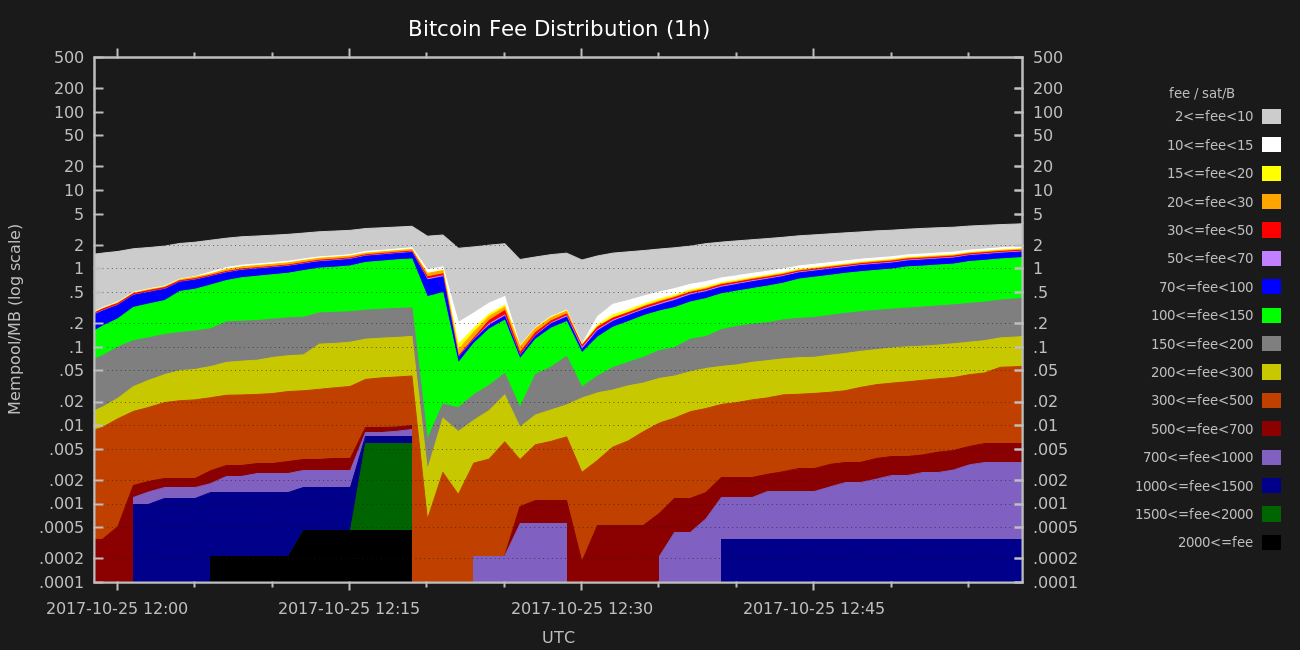 Bitcoin Fee Distribution (1h)
500 500
200 200
100 100
50 50
20 20
10 10
5 5
2 2
1 1
.5 .5
.2 .2
.1 .1
.05 .05
.02 .02
.01 .01
.005 .005
.002 .002
.001 .001
.0005 .0005
.0002 .0002
.0001 .0001
Mempool/MB (log scale)
2017-10-25 12:00 2017-10-25 12:15 2017-10-25 12:30 2017-10-25 12:45
UTC
fee / sat/B
2<=fee<10
10<=fee<15
15<=fee<20
20<=fee<30
30<=fee<50
50<=fee<70
70<=fee<100
100<=fee<150
150<=fee<200
200<=fee<300
300<=fee<500
500<=fee<700
700<=fee<1000
1000<=fee<1500
1500<=fee<2000
2000<=fee